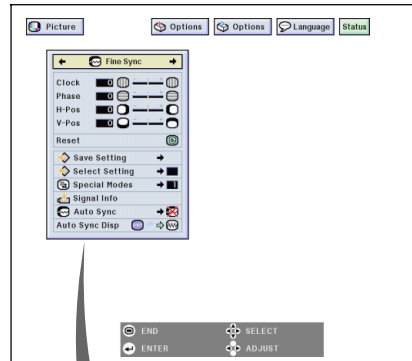 Picture Options Options Language Status
Fine Sync
Clock 0
Phase 0
H-Pos 0
V-Pos 0
Reset
Save Setting
Select Setting
Special Modes 1
Signal Info
Auto Sync
Auto Sync Disp
END SELECT
ENTER ADJUST